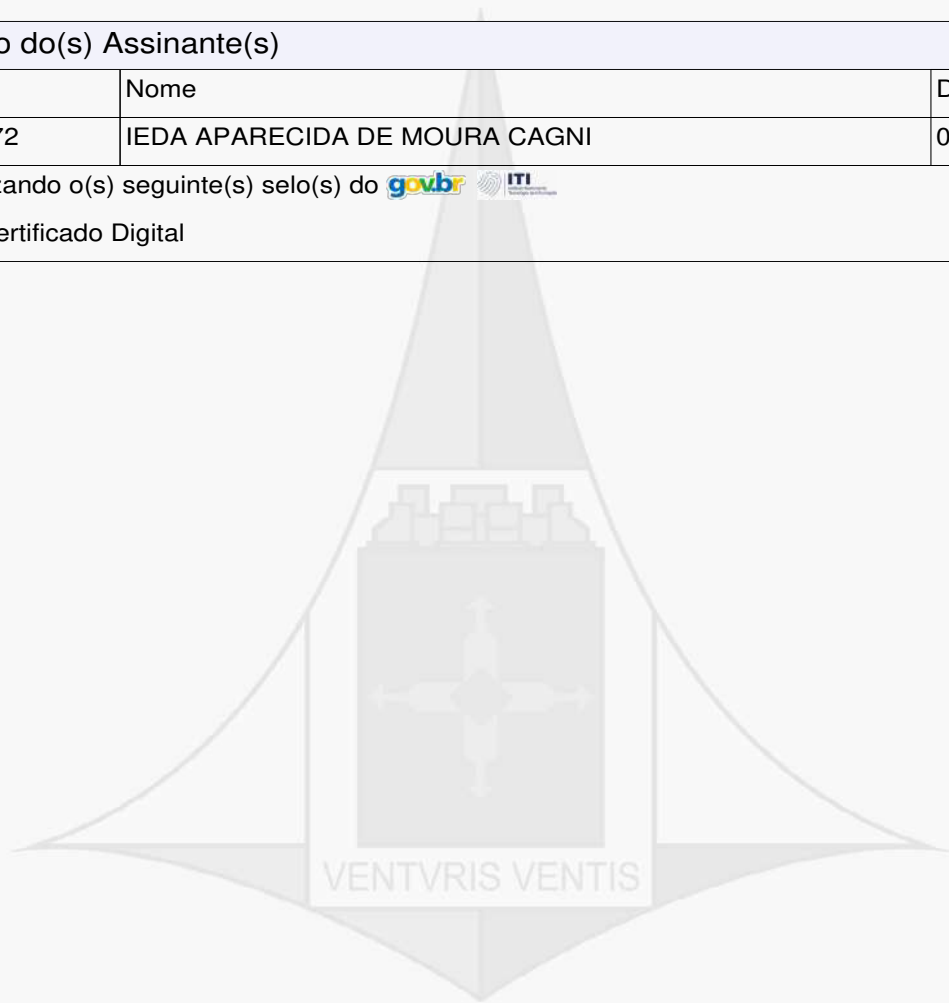 o do(s) Assinante(s)
Nome D
72 IEDA APARECIDA DE MOURA CAGNI 0
zando o(s) seguinte(s) selo(s) do gov.br ITI
ertificado Digital
VENTVRIS VENTIS